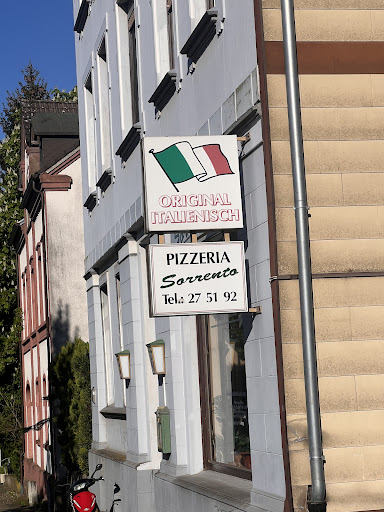 ORIGINAL
ITALIENISCH
PIZZERIA
Sorrento
Tel.: 27 51 92